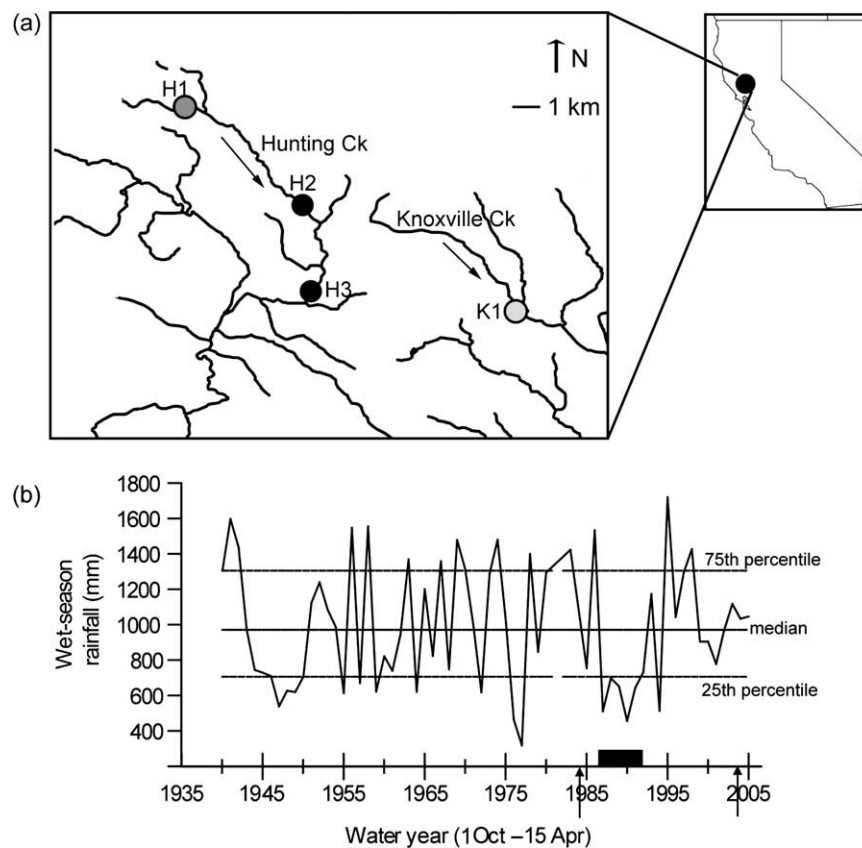 (a)
H1
N
1 km
Hunting Ck
H2
Knoxville Ck
H3
K1
(b)
Wet-season
rainfall (mm)
1800
1600
1400
1200
1000
800
600
400
75th percentile
median
25th percentile
1935 1945 1955 1965 1975 1985 1995 2005
Water year (1Oct –15 Apr)